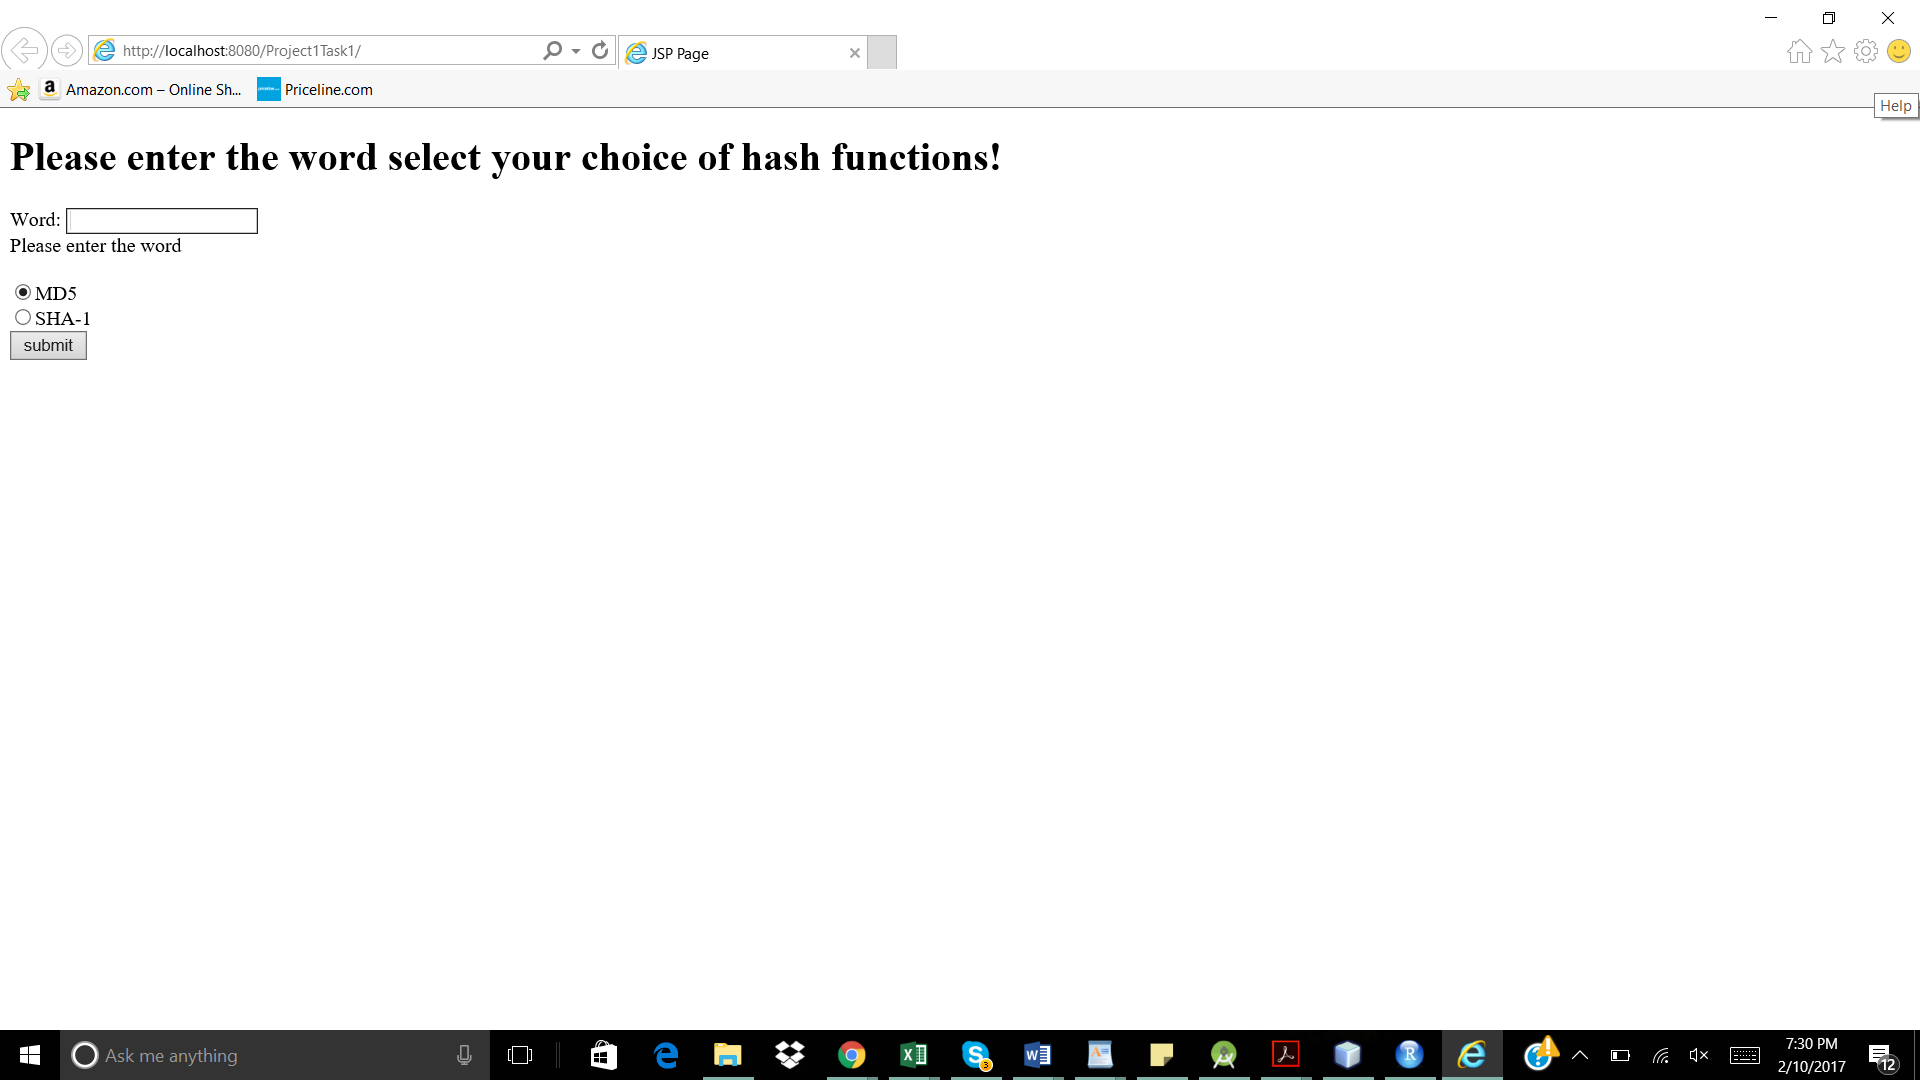 http://localhost:8080/Project1Task1/
JSP Page
Amazon.com – Online Sh...
Priceline.com
Help
Please enter the word select your choice of hash functions!
Word:
Please enter the word
MD5
SHA-1
submit
Ask me anything
3
7:30 PM
2/10/2017
12